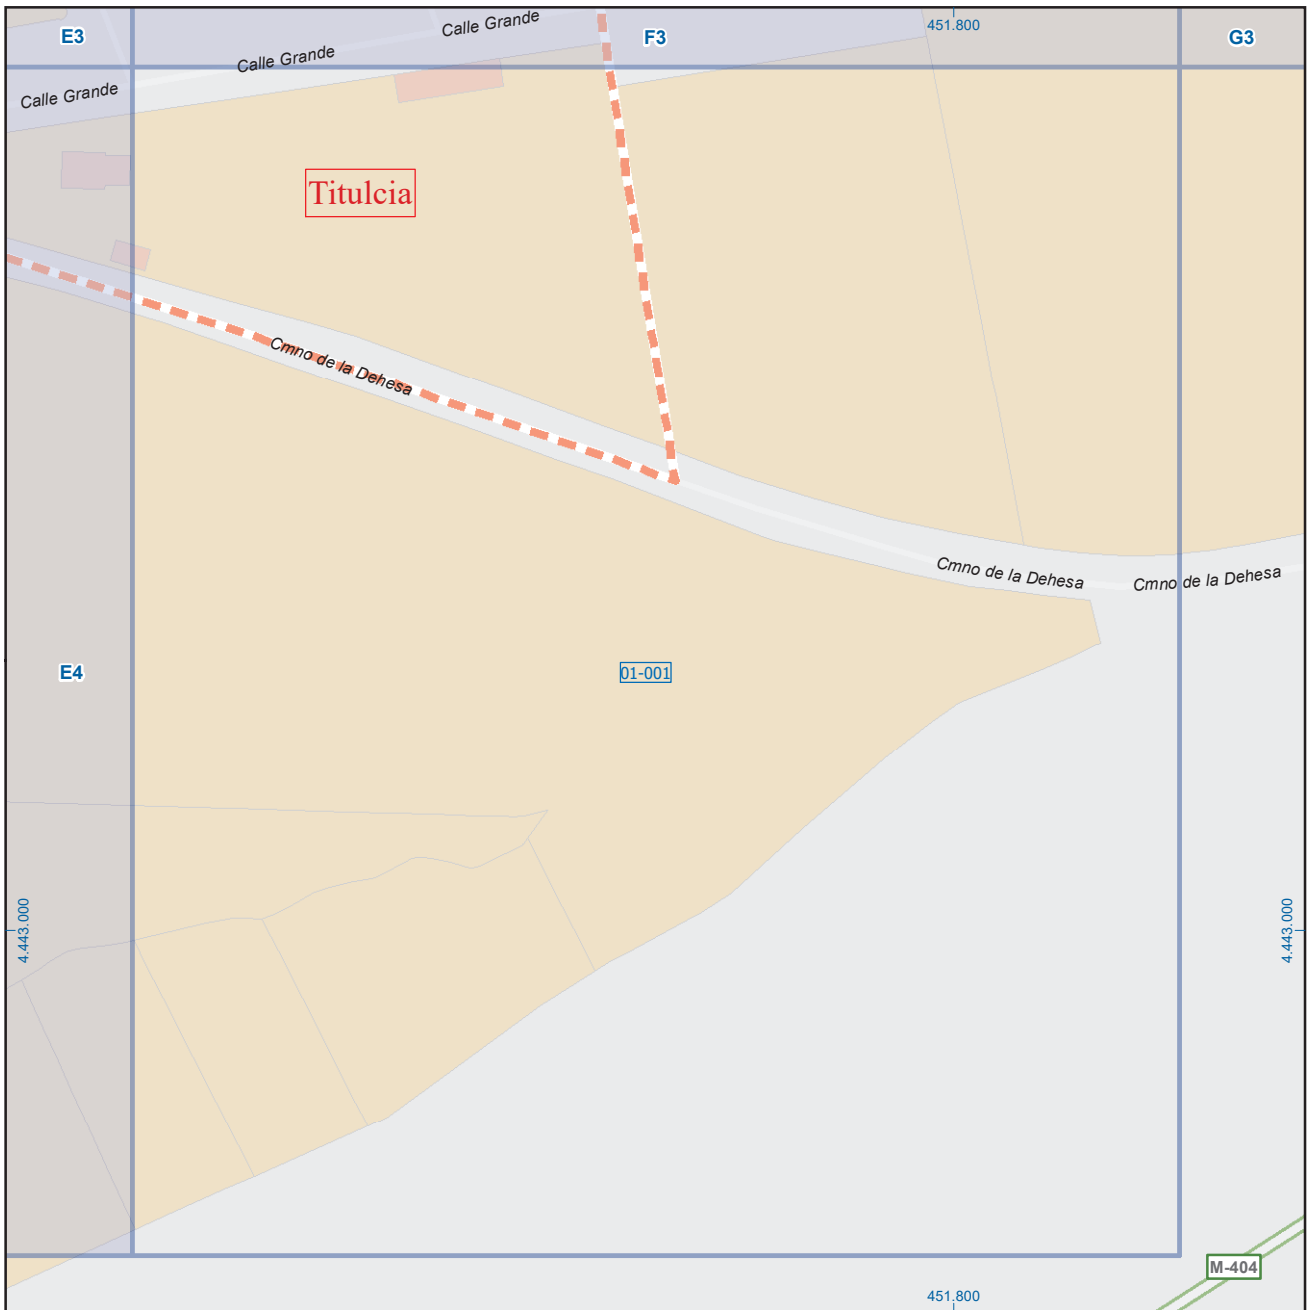 E3
Calle Grande
Calle Grande
F3
451.800
G3
Calle Grande
Titulcia
Cmno de la Dehesa
Cmno de la Dehesa
Cmno de la Dehesa
E4
01-001
4.443.000
4.443.000
M-404
451.800